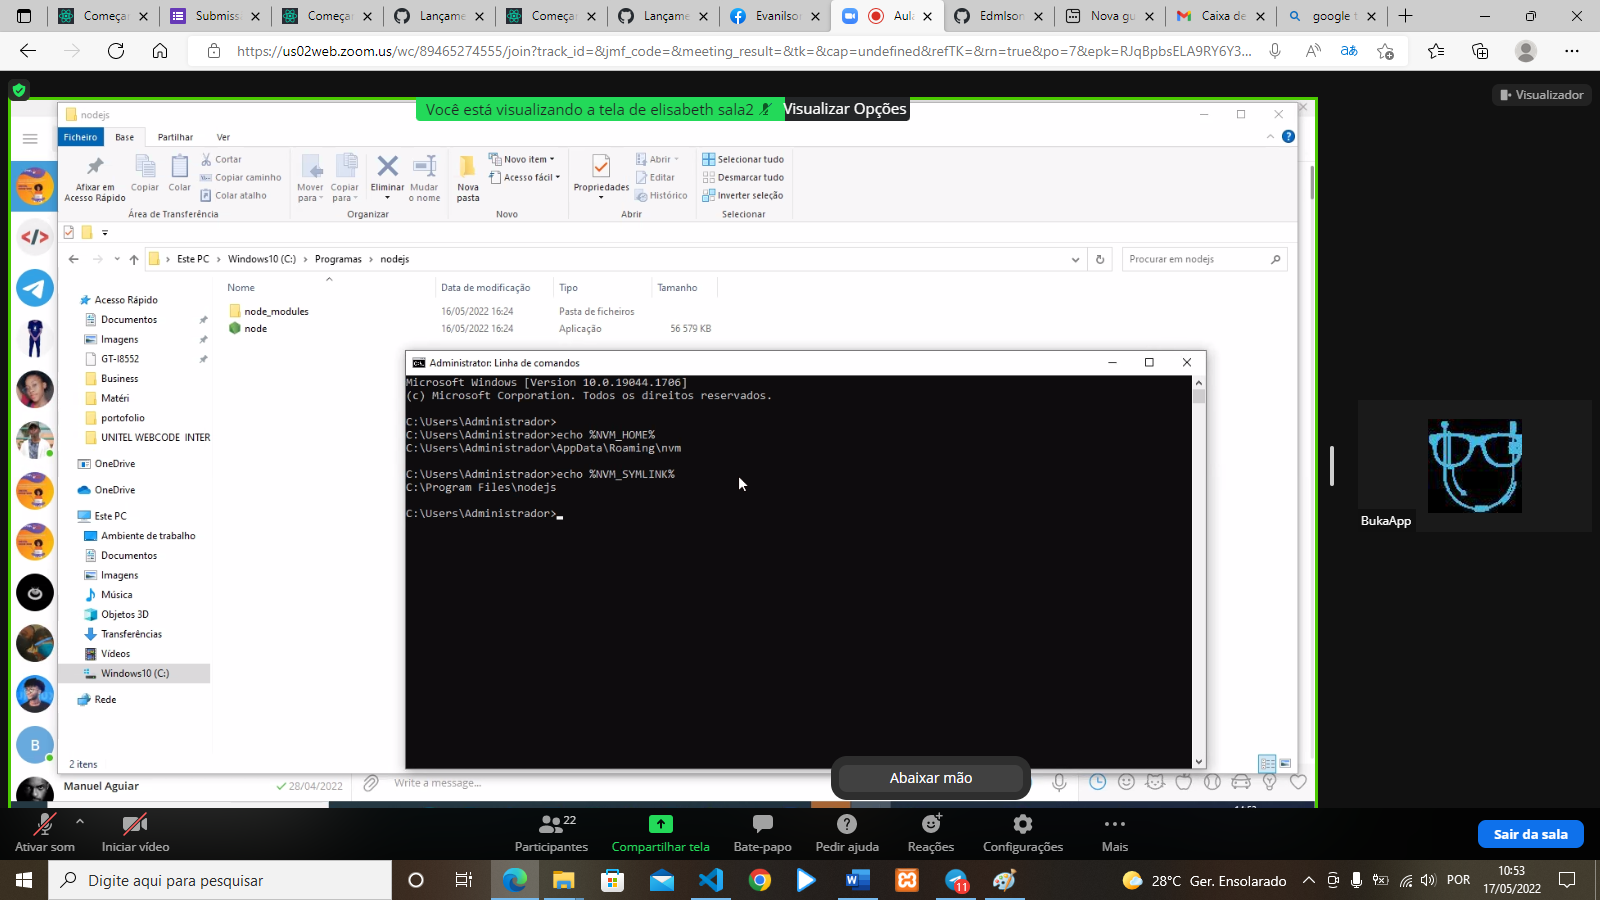 Começar
Submiss
Começar
Lançame
Começar
Lançame
Evanilson
Aula
Edmlson
Nova gu
Caixa de
google t
https://us02web.zoom.us/wc/89465274555/join?track_id=&jmf_code=&meeting_result=&tk=&cap=undefined&refTK=&rn=true&po=7&epk=RJqBpbsELA9RY6Y3...
Você está visualizando a tela de elisabeth sala2
Visualizar Opções
Visualizador
nodejs
Ficheiro Base Partilhar Ver
Afixar em Acesso Rápido
Copiar
Colar
Cortar
Copiar caminho
Colar atalho
Área de Transferência
Mover para
Copiar para
Eliminar
Mudar o nome
Organizar
Nova pasta
Novo item
Acesso fácil
Novo
Propriedades
Abrir
Editar
Histórico
Abrir
Selecionar tudo
Desmarcar tudo
Inverter seleção
Selecionar
Este PC > Windows10 (C:) > Programas > nodejs
Procurar em nodejs
Nome Data de modificação Tipo Tamanho
node_modules 16/05/2022 16:24 Pasta de ficheiros
node 16/05/2022 16:24 Aplicação 56 579 KB
Acesso Rápido
Documentos
Imagens
GT-I8552
Business
Matéri
portofolio
UNITEL WEBCODE INTER
OneDrive
OneDrive
Este PC
Ambiente de trabalho
Documentos
Imagens
Música
Objetos 3D
Transferências
Vídeos
Windows10 (C:)
Rede
2 itens
B
Administrator: Linha de comandos
Microsoft Windows [Version 10.0.19044.1706]
(c) Microsoft Corporation. Todos os direitos reservados.
C:\Users\Administrador>
C:\Users\Administrador>echo %NVM_HOME%
C:\Users\Administrador\AppData\Roaming\nvm
C:\Users\Administrador>echo %NVM_SYMLINK%
C:\Program Files\nodejs
C:\Users\Administrador>
BukaApp
Manuel Aguiar
28/04/2022
Write a message...
Abaixar mão
Ativar som
Iniciar vídeo
22
Participantes
Compartilhar tela
Bate-papo
Pedir ajuda
Reações
Configurações
Mais
Sair da sala
Digite aqui para pesquisar
11
28°C Ger. Ensolarado
POR
10:53
17/05/2022